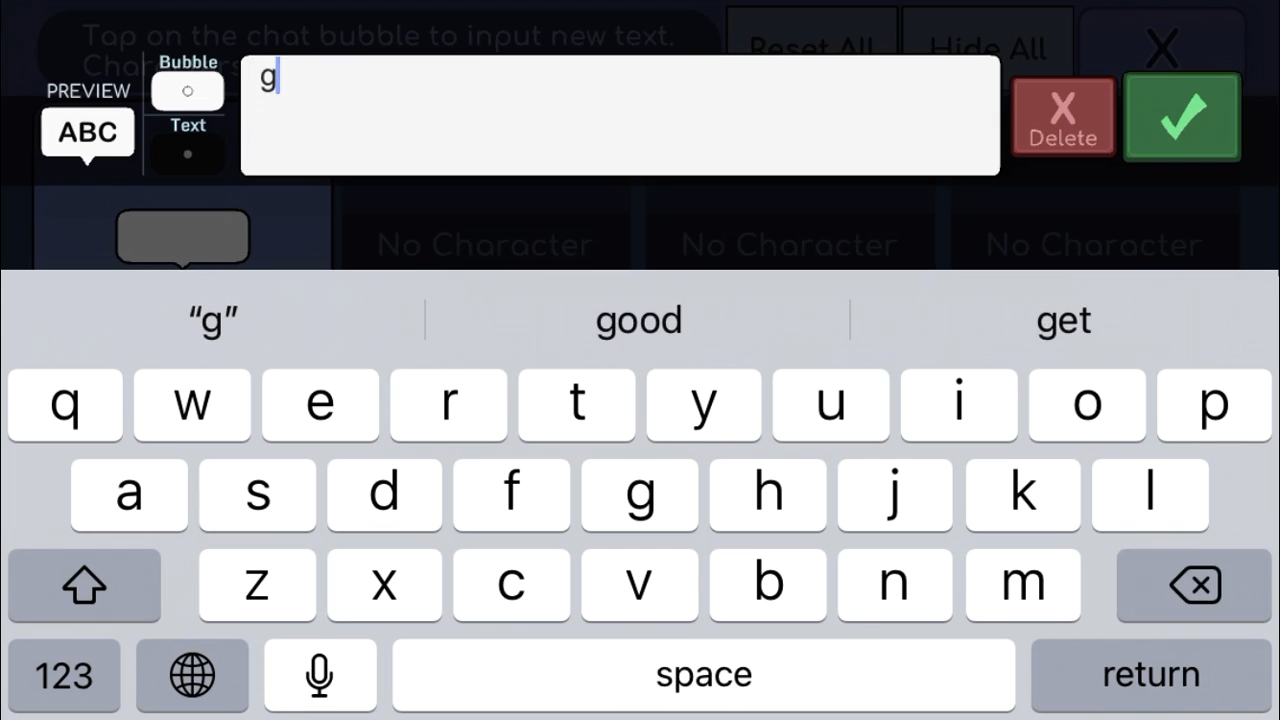 Tap on the chat bubble to input new text.
Reset All
Hide All
X
Bubble
PREVIEW
ABC
Text
g
X
Delete
No Character
No Character
No Character
“g”
good
get
q w e r t y u i o p
a s d f g h j k l
z x c v b n m
123
space
return